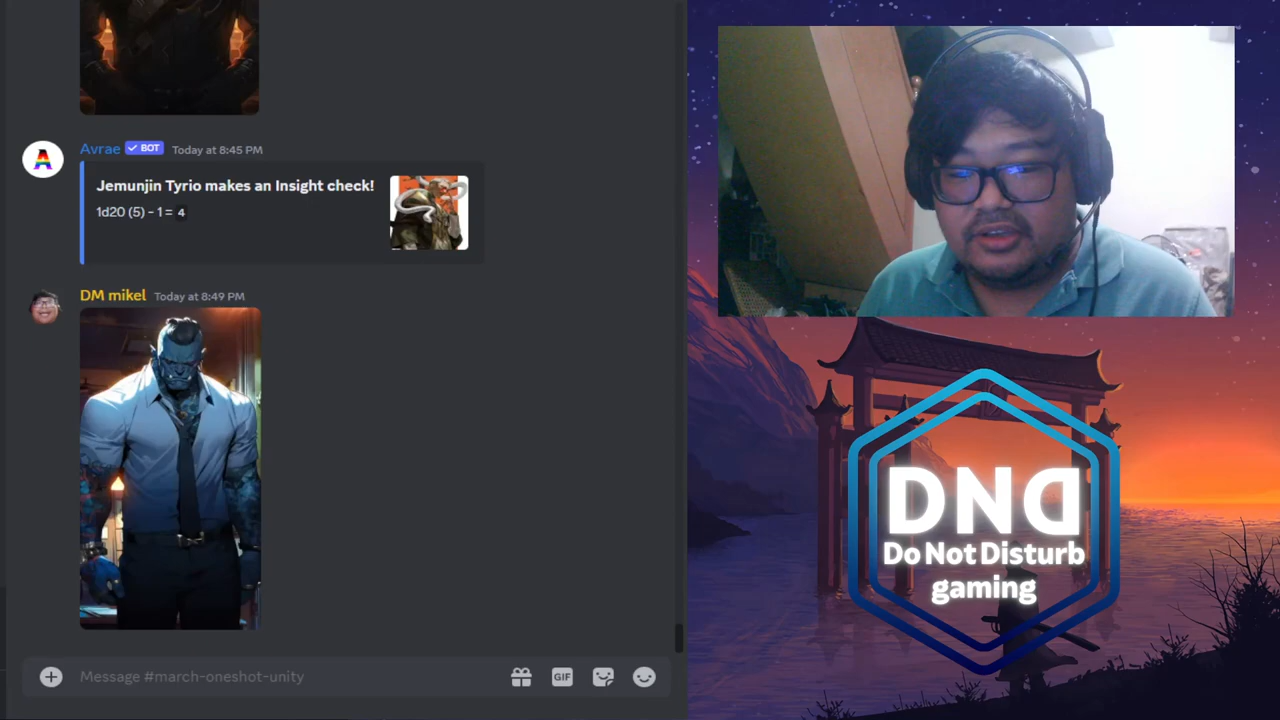 Avrae BOT Today at 8:45 PM
Jemunjin Tyrio makes an Insight check!
1d20 (5) - 1 = 4
DM mikel Today at 8:49 PM
Message #march-oneshot-unity
GIF
DND
Do Not Disturb
gaming